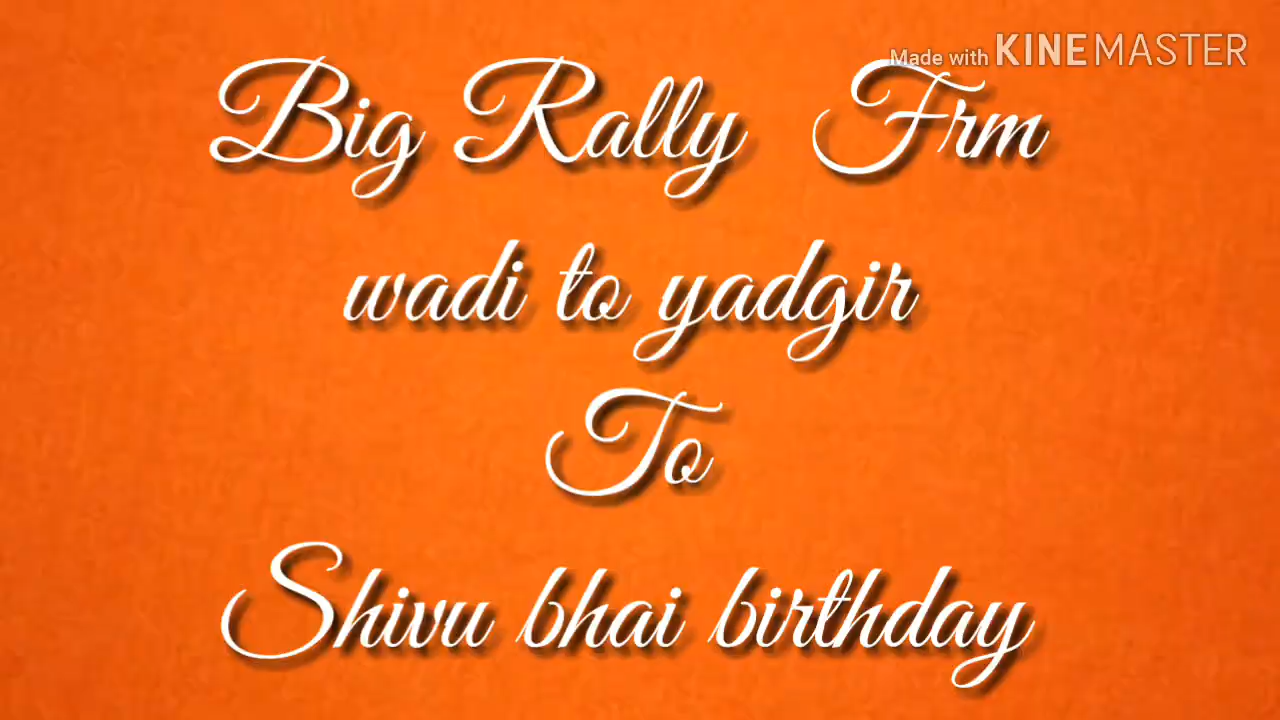 Made with KINEMASTER
Big Rally Frm
wadi to yadgir
To
Shivu bhai birthday